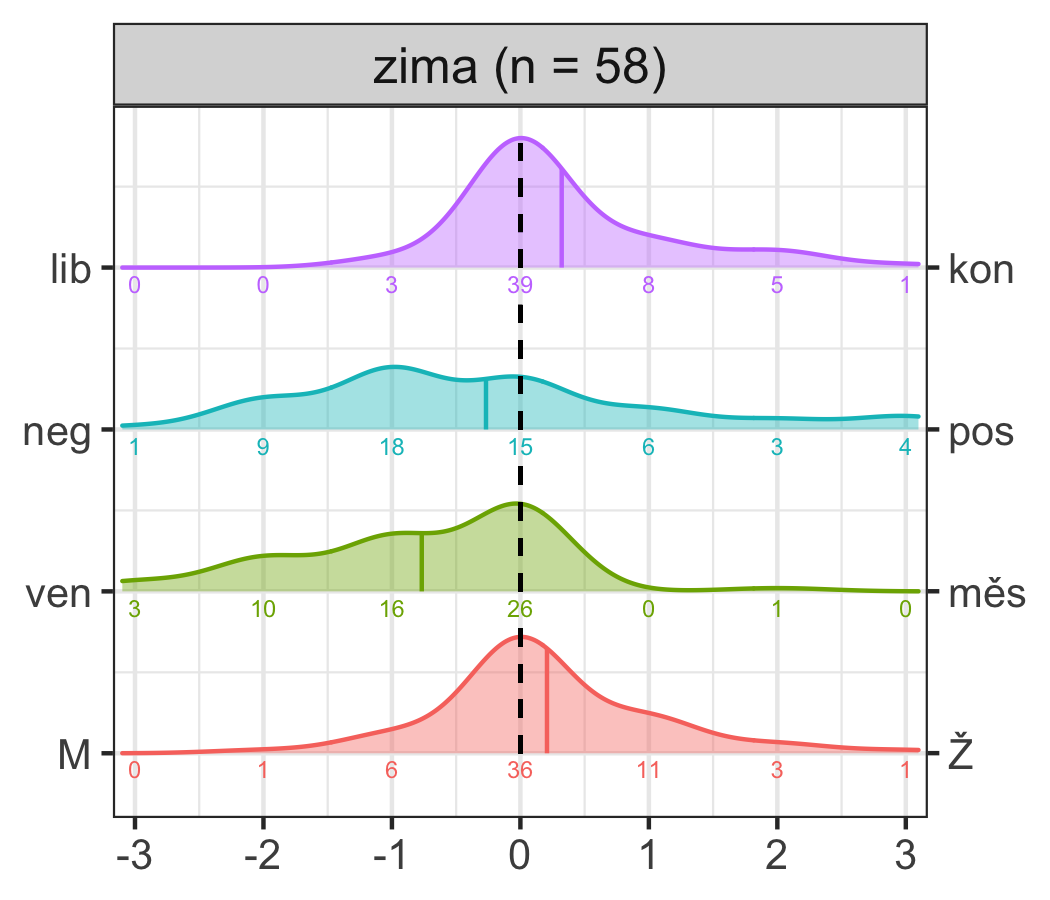 zima (n = 58)
lib kon
0 0 3 39 8 5 1
neg pos
1 9 18 15 6 3 4
ven měs
3 10 16 26 0 1 0
M Ž
0 1 6 36 11 3 1
-3 -2 -1 0 1 2 3